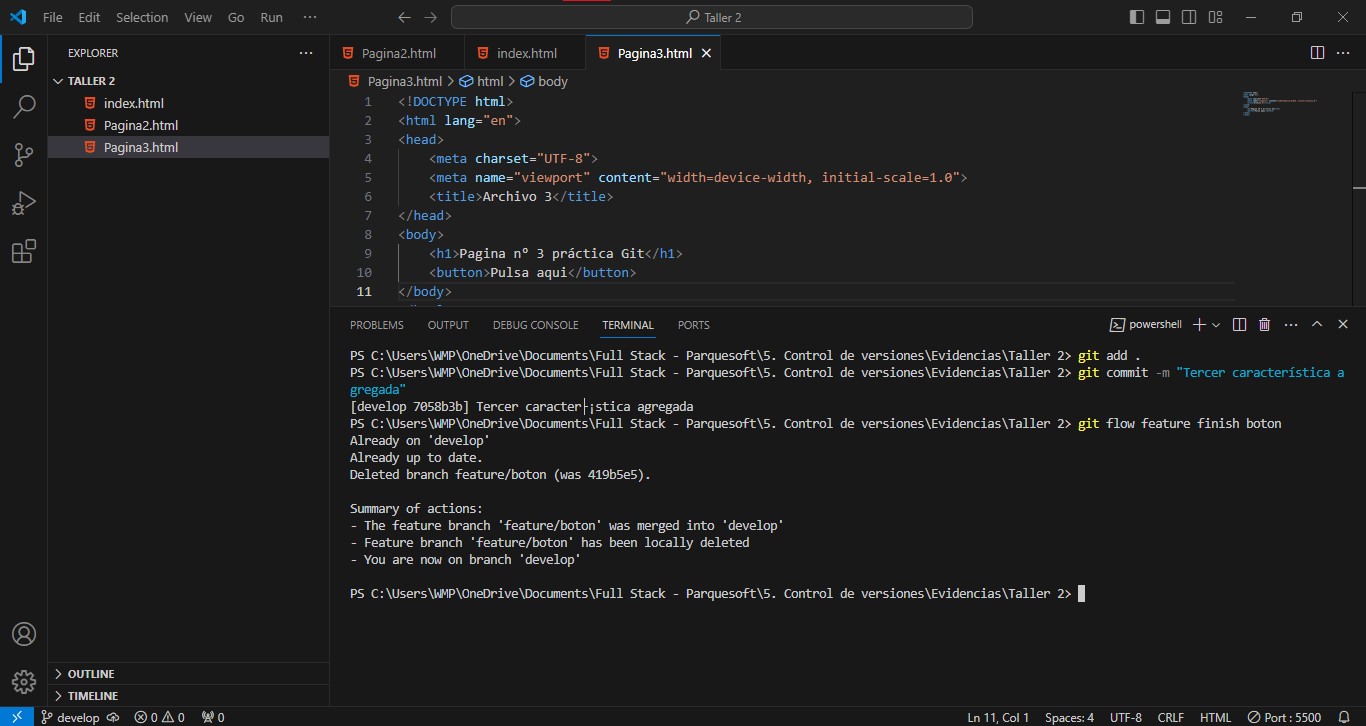 File Edit Selection View Go Run ···
Taller 2
EXPLORER
TALLER 2
index.html
Pagina2.html
Pagina3.html
OUTLINE
TIMELINE
Pagina2.html index.html Pagina3.html
Pagina3.html > html > body
1 <!DOCTYPE html>
2 <html lang="en">
3 <head>
4 <meta charset="UTF-8">
5 <meta name="viewport" content="width=device-width, initial-scale=1.0">
6 <title>Archivo 3</title>
7 </head>
8 <body>
9 <h1>Pagina nº 3 práctica Git</h1>
10 <button>Pulsa aqui</button>
11 </body>
PROBLEMS OUTPUT DEBUG CONSOLE TERMINAL PORTS
powershell
PS C:\Users\WMP\OneDrive\Documents\Full Stack - Parquesoft\5. Control de versiones\Evidencias\Taller 2> git add .
PS C:\Users\WMP\OneDrive\Documents\Full Stack - Parquesoft\5. Control de versiones\Evidencias\Taller 2> git commit -m "Tercer característica a
gregada"
[develop 7058b3b] Tercer caracter├¡stica agregada
PS C:\Users\WMP\OneDrive\Documents\Full Stack - Parquesoft\5. Control de versiones\Evidencias\Taller 2> git flow feature finish boton
Already on 'develop'
Already up to date.
Deleted branch feature/boton (was 419b5e5).
Summary of actions:
- The feature branch 'feature/boton' was merged into 'develop'
- Feature branch 'feature/boton' has been locally deleted
- You are now on branch 'develop'
PS C:\Users\WMP\OneDrive\Documents\Full Stack - Parquesoft\5. Control de versiones\Evidencias\Taller 2>
develop 0 0 0 Ln 11, Col 1 Spaces: 4 UTF-8 CRLF HTML Port : 5500